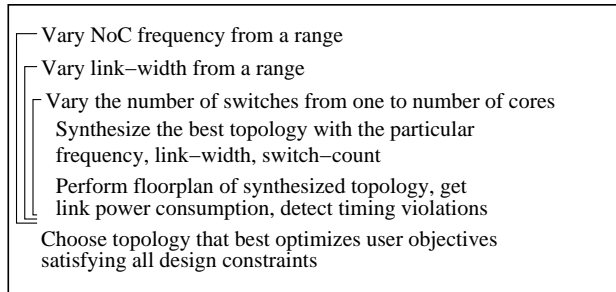 Vary NoC frequency from a range
Vary link−width from a range
Vary the number of switches from one to number of cores
Synthesize the best topology with the particular
frequency, link−width, switch−count
Perform floorplan of synthesized topology, get
link power consumption, detect timing violations
Choose topology that best optimizes user objectives
satisfying all design constraints